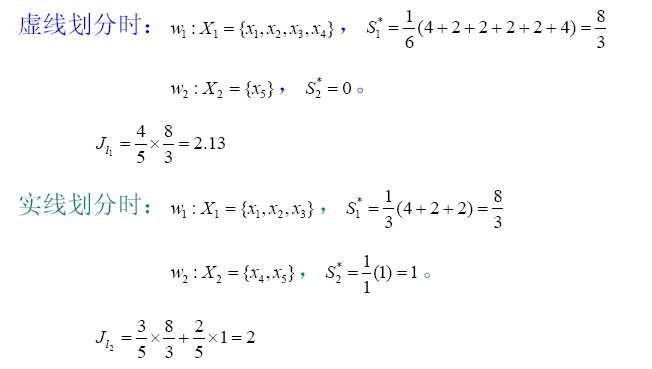 虚线划分时： w₁ : X₁ = {x₁, x₂, x₃, x₄} ， S₁* = 1/6 (4 + 2 + 2 + 2 + 2 + 4) = 8/3
w₂ : X₂ = {x₅} ， S₂* = 0 。
J_{l₁} = 4/5 × 8/3 = 2.13
实线划分时： w₁ : X₁ = {x₁, x₂, x₃} ， S₁* = 1/3 (4 + 2 + 2) = 8/3
w₂ : X₂ = {x₄, x₅} ， S₂* = 1/1 (1) = 1 。
J_{l₂} = 3/5 × 8/3 + 2/5 × 1 = 2